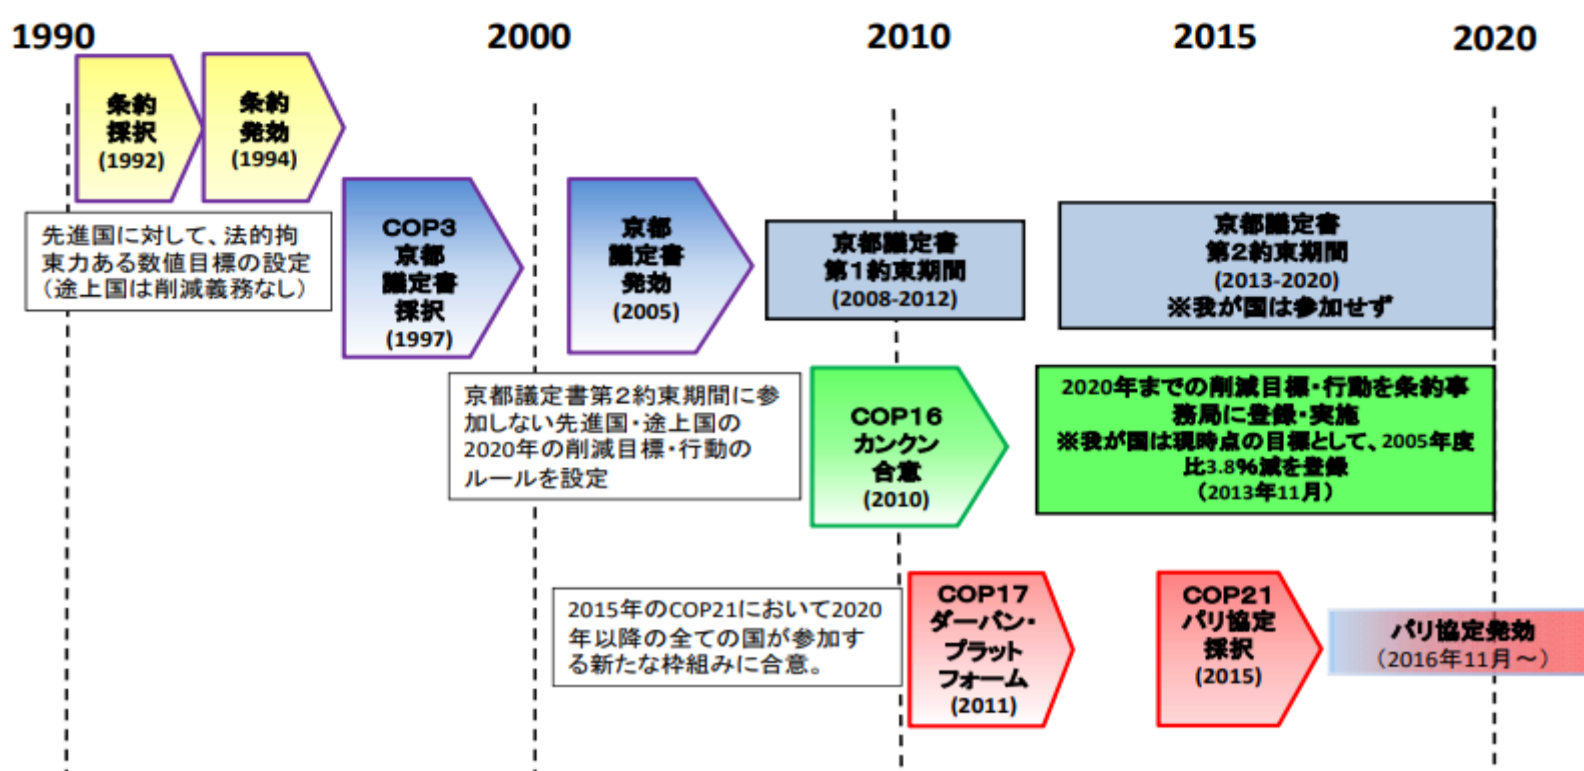 1990
2000
2010
2015
2020
条約
採択
(1992)
条約
発効
(1994)
先進国に対して、法的拘
束力ある数値目標の設定
（途上国は削減義務なし）
COP3
京都
議定書
採択
(1997)
京都
議定書
発効
(2005)
京都議定書
第１約束期間
(2008-2012)
京都議定書
第２約束期間
(2013-2020)
※我が国は参加せず
京都議定書第２約束期間に参
加しない先進国・途上国の
2020年の削減目標・行動の
ルールを設定
COP16
カンクン
合意
(2010)
2020年までの削減目標・行動を条約事
務局に登録・実施
※我が国は現時点の目標として、2005年度
比3.8％減を登録
（2013年11月）
2015年のCOP21において2020
年以降の全ての国が参加す
る新たな枠組みに合意。
COP17
ダーバン・
プラット
フォーム
(2011)
COP21
パリ協定
採択
(2015)
パリ協定発効
（2016年11月～）